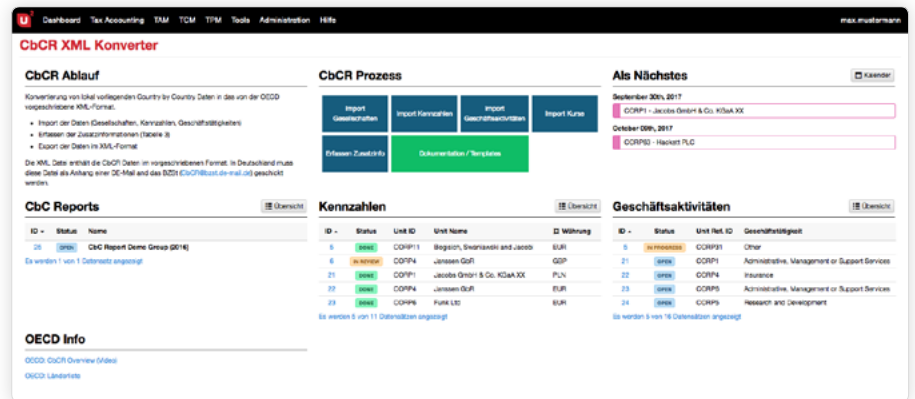 Dashboard Tax Accounting TAM TCM TPM Tools Administration Hilfe
max.mustermann
CbCR XML Konverter
CbCR Ablauf
Konvertierung von lokal vorliegenden Country by Country Daten in das von der OECD
vorgeschriebene XML-Format.
Import der Daten (Gesellschaften, Kennzahlen, Geschäftstätigkeiten)
Erfassen der Zusatzinformationen (Tabelle 3)
Export der Daten im XML-Format
Die XML Datei enthält die CbCR Daten im vorgeschriebenen Format. In Deutschland muss
diese Datei als Anhang einer DE-Mail and das BZSt (CbCR@bzst.de-mail.de) geschickt
werden.
CbCR Prozess
Import
Gesellschaften
Import Kennzahlen
Import
Geschäftsaktivitäten
Import Kurse
Erfassen Zusatzinfo
Dokumentation / Templates
Als Nächstes
Kalender
September 30th, 2017
CORP1 - Jacobs GmbH & Co. KGaA XX
October 09th, 2017
CORP63 - Hackett PLC
CbC Reports
Übersicht
ID Status Name
OPEN CbC Report Demo Group (2016)
Es werden 1 von 1 Datensatz angezeigt
Kennzahlen
Übersicht
ID Status Unit ID Unit Name Währung
5 DONE CORP11 Swaniawski and Jacobi EUR
6 IN REVIEW CORP4 Janssen GbR GBP
21 DONE CORP1 Jacobs GmbH & Co. KGaA XX PLN
22 DONE CORP4 Janssen GbR EUR
23 DONE CORP6 Funk Ltd EUR
Es werden 5 von 11 Datensätzen angezeigt
Geschäftsaktivitäten
Übersicht
ID Status Unit Ref. ID Geschäftstätigkeit
5 IN PROGRESS CORP31 Other
21 OPEN CORP1 Administrative, Management or Support Services
22 OPEN CORP4 Insurance
23 OPEN Administrative, Management or Support Services
24 OPEN Research and Development
Es werden 5 von 16 Datensätzen angezeigt
OECD Info
OECD: CbCR Overview (Video)
OECD: Länderliste